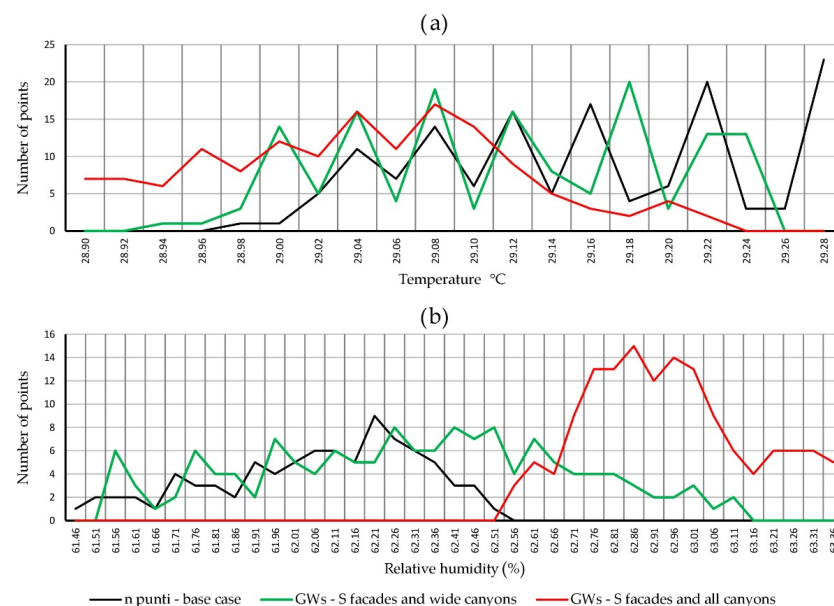 (a)
Number of points
25
20
15
10
5
0
28.90 28.92 28.94 28.96 28.98 29.00 29.02 29.04 29.06 29.08 29.10 29.12 29.14 29.16 29.18 29.20 29.22 29.24 29.26 29.28
Temperature °C
(b)
Number of points
16
14
12
10
8
6
4
2
0
61.46 61.51 61.56 61.61 61.66 61.71 61.76 61.81 61.86 61.91 61.96 62.01 62.06 62.11 62.16 62.21 62.26 62.31 62.36 62.41 62.46 62.51 62.56 62.61 62.66 62.71 62.76 62.81 62.86 62.91 62.96 63.01 63.06 63.11 63.16 63.21 63.26 63.31 63.36
Relative humidity (%)
n punti - base case
GWs - S facades and wide canyons
GWs - S facades and all canyons